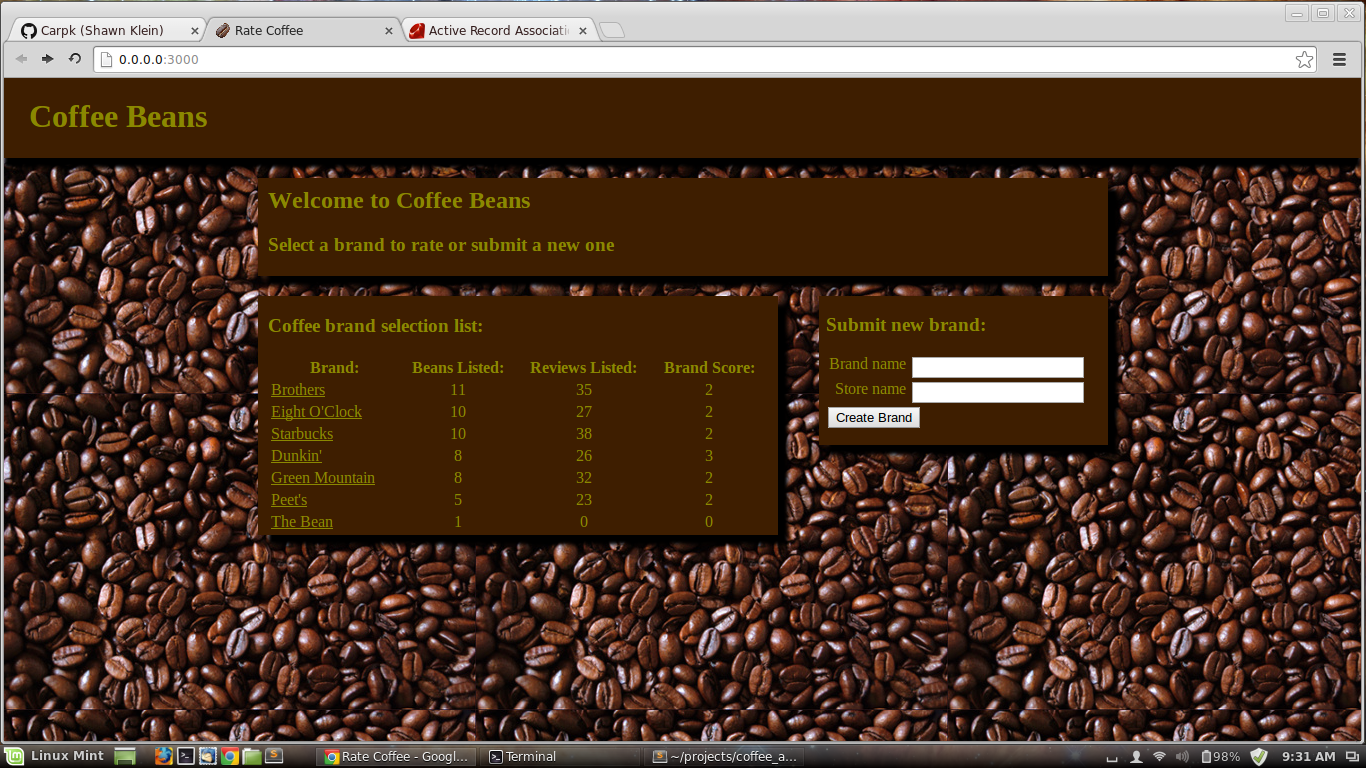 Carpk (Shawn Klein)
Rate Coffee
Active Record Associati
0.0.0.0:3000
Coffee Beans
Welcome to Coffee Beans
Select a brand to rate or submit a new one
Coffee brand selection list:
Brand: Beans Listed: Reviews Listed: Brand Score:
Brothers 11 35 2
Eight O'Clock 10 27 2
Starbucks 10 38 2
Dunkin' 8 26 3
Green Mountain 8 32 2
Peet's 5 23 2
The Bean 1 0 0
Submit new brand:
Brand name
Store name
Create Brand
Linux Mint
Rate Coffee - Googl...
Terminal
~/projects/coffee_a...
98%
9:31 AM